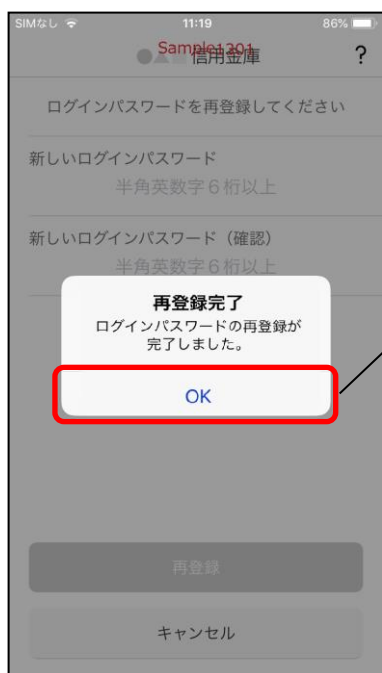 SIMなし 11:19 86%
Sample1201
●▲■信用金庫 ?
ログインパスワードを再登録してください
新しいログインパスワード
半角英数字6桁以上
新しいログインパスワード（確認）
半角英数字6桁以上
再登録完了
ログインパスワードの再登録が
完了しました。
OK
再登録
キャンセル